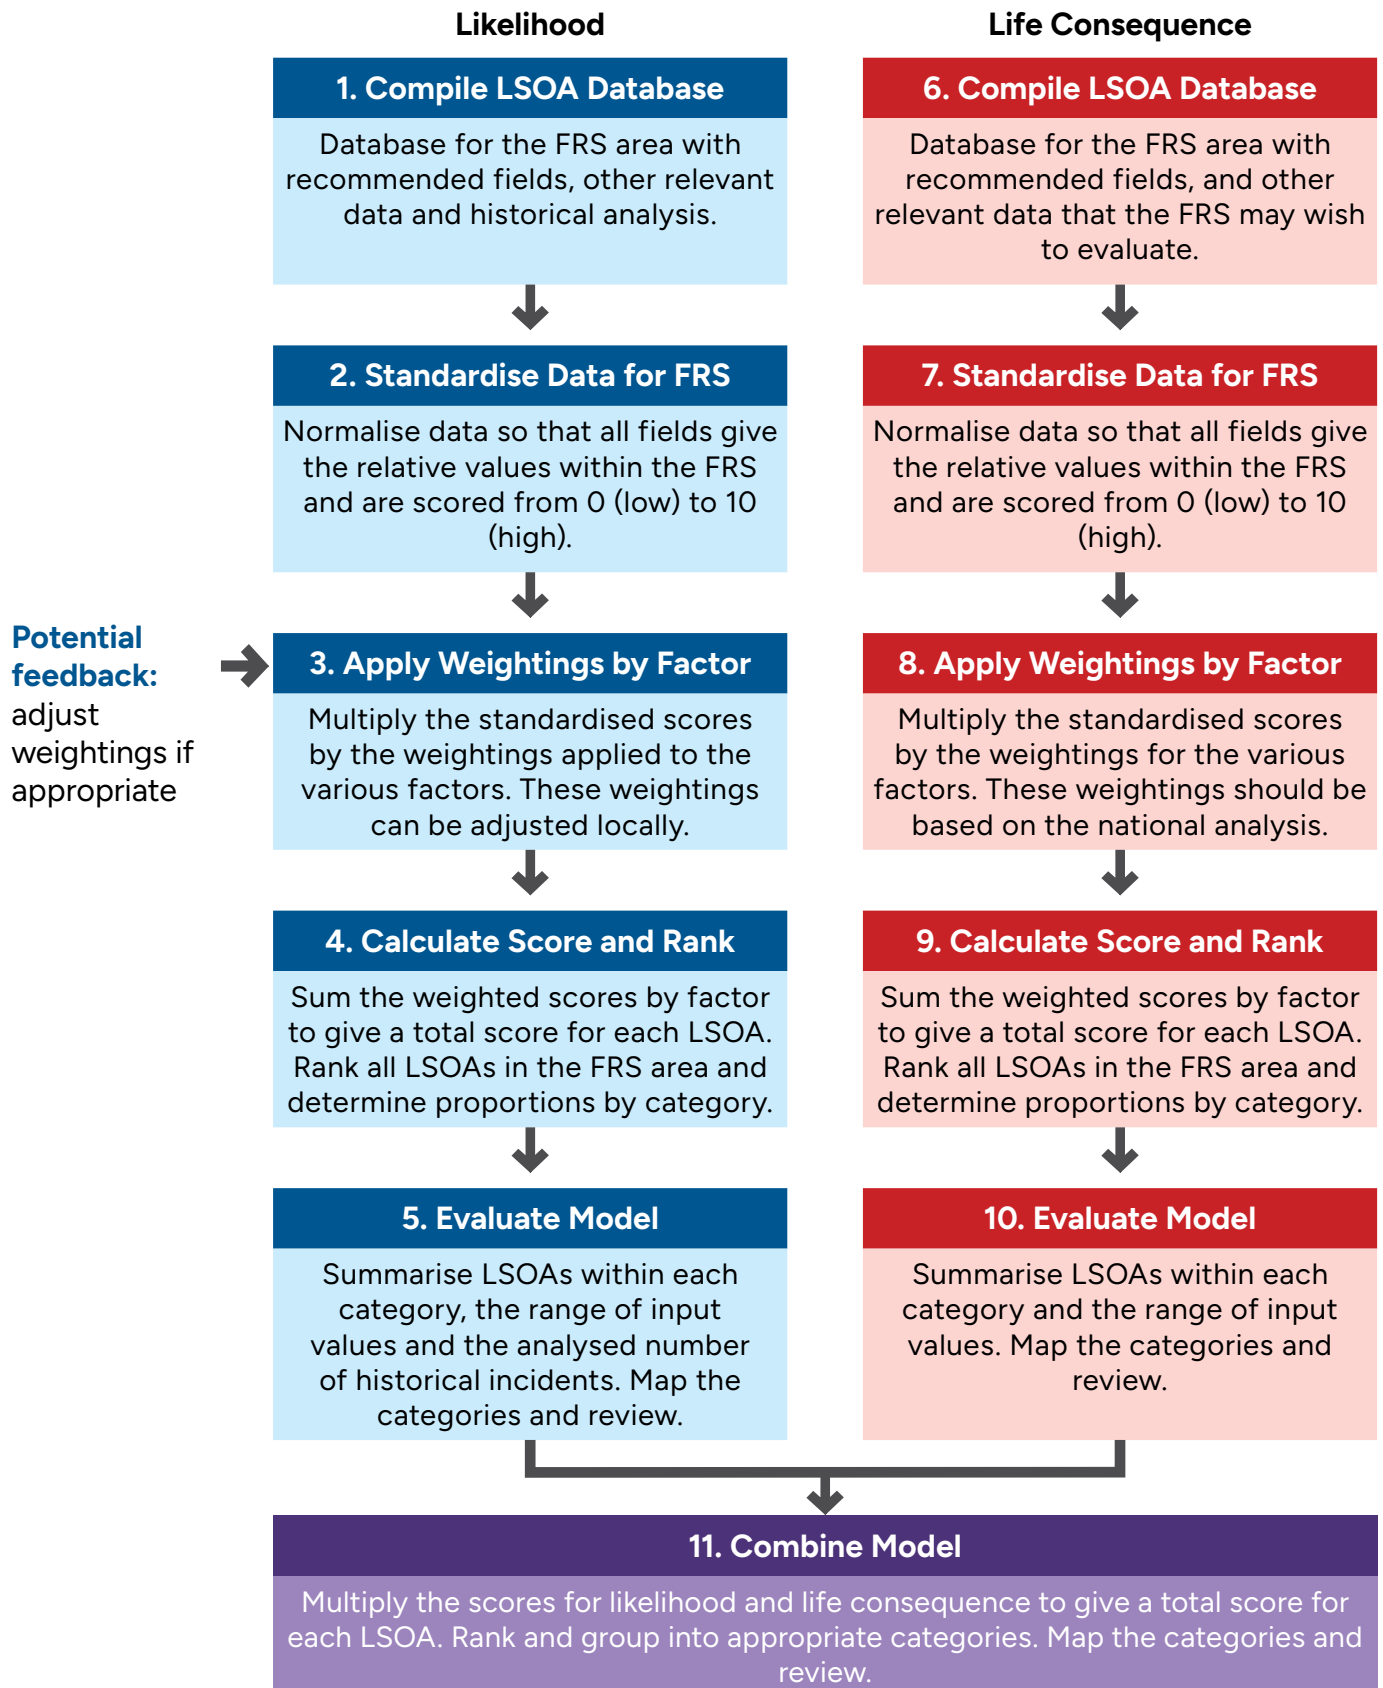 Likelihood
1. Compile LSOA Database
Database for the FRS area with
recommended fields, other relevant
data and historical analysis.
2. Standardise Data for FRS
Normalise data so that all fields give
the relative values within the FRS
and are scored from 0 (low) to 10
(high).
Potential
feedback:
adjust
weightings if
appropriate
3. Apply Weightings by Factor
Multiply the standardised scores
by the weightings applied to the
various factors. These weightings
can be adjusted locally.
4. Calculate Score and Rank
Sum the weighted scores by factor
to give a total score for each LSOA.
Rank all LSOAs in the FRS area and
determine proportions by category.
5. Evaluate Model
Summarise LSOAs within each
category, the range of input
values and the analysed number
of historical incidents. Map the
categories and review.
Life Consequence
6. Compile LSOA Database
Database for the FRS area with
recommended fields, and other
relevant data that the FRS may wish
to evaluate.
7. Standardise Data for FRS
Normalise data so that all fields give
the relative values within the FRS
and are scored from 0 (low) to 10
(high).
8. Apply Weightings by Factor
Multiply the standardised scores
by the weightings for the various
factors. These weightings should be
based on the national analysis.
9. Calculate Score and Rank
Sum the weighted scores by factor
to give a total score for each LSOA.
Rank all LSOAs in the FRS area and
determine proportions by category.
10. Evaluate Model
Summarise LSOAs within each
category and the range of input
values. Map the categories and
review.
11. Combine Model
Multiply the scores for likelihood and life consequence to give a total score for
each LSOA. Rank and group into appropriate categories. Map the categories and
review.